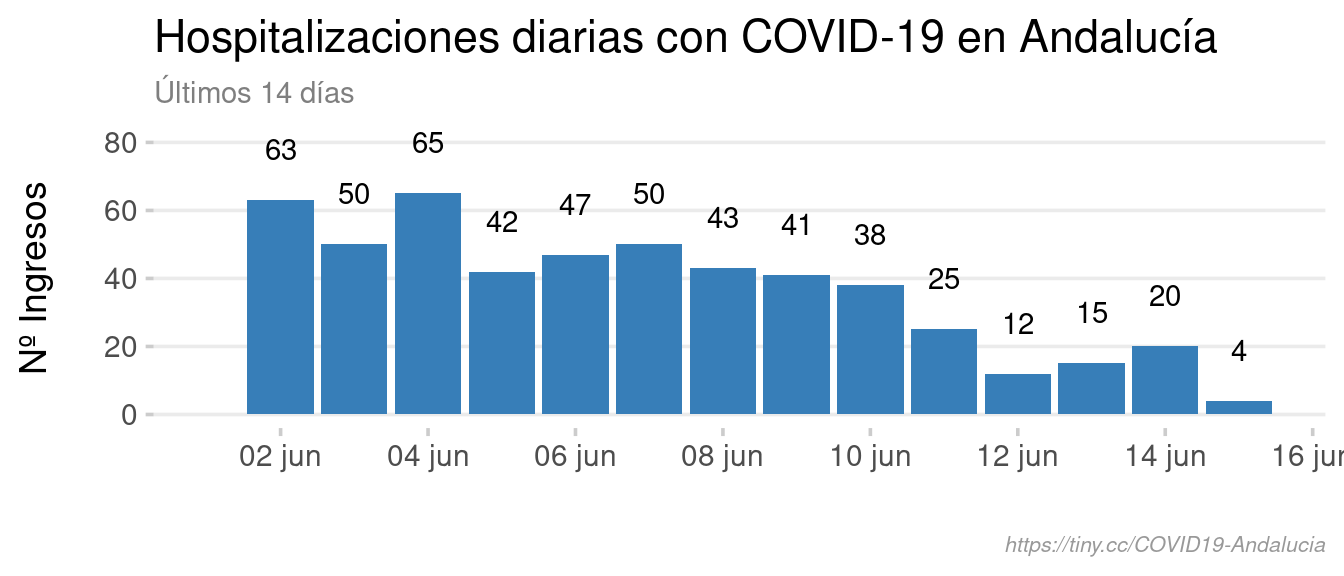 Hospitalizaciones diarias con COVID-19 en Andalucía
Últimos 14 días
Nº Ingresos
80
60
40
20
0
63
50
65
42
47
50
43
41
38
25
12
15
20
4
02 jun
04 jun
06 jun
08 jun
10 jun
12 jun
14 jun
16 jun
https://tiny.cc/COVID19-Andalucia